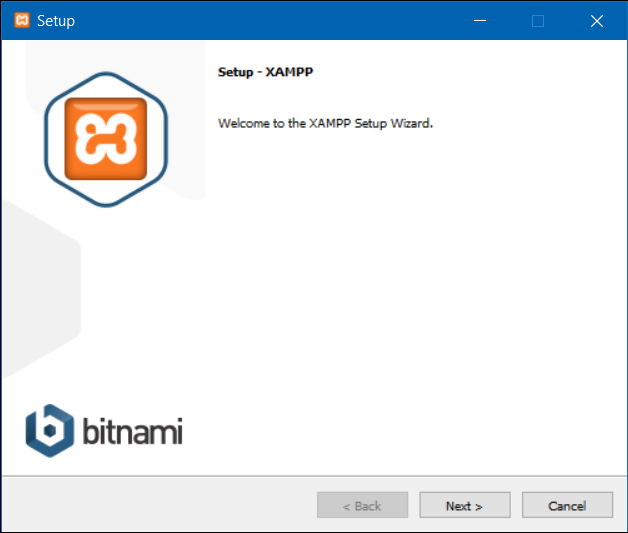 Setup
Setup - XAMPP
Welcome to the XAMPP Setup Wizard.
bitnami
< Back
Next >
Cancel